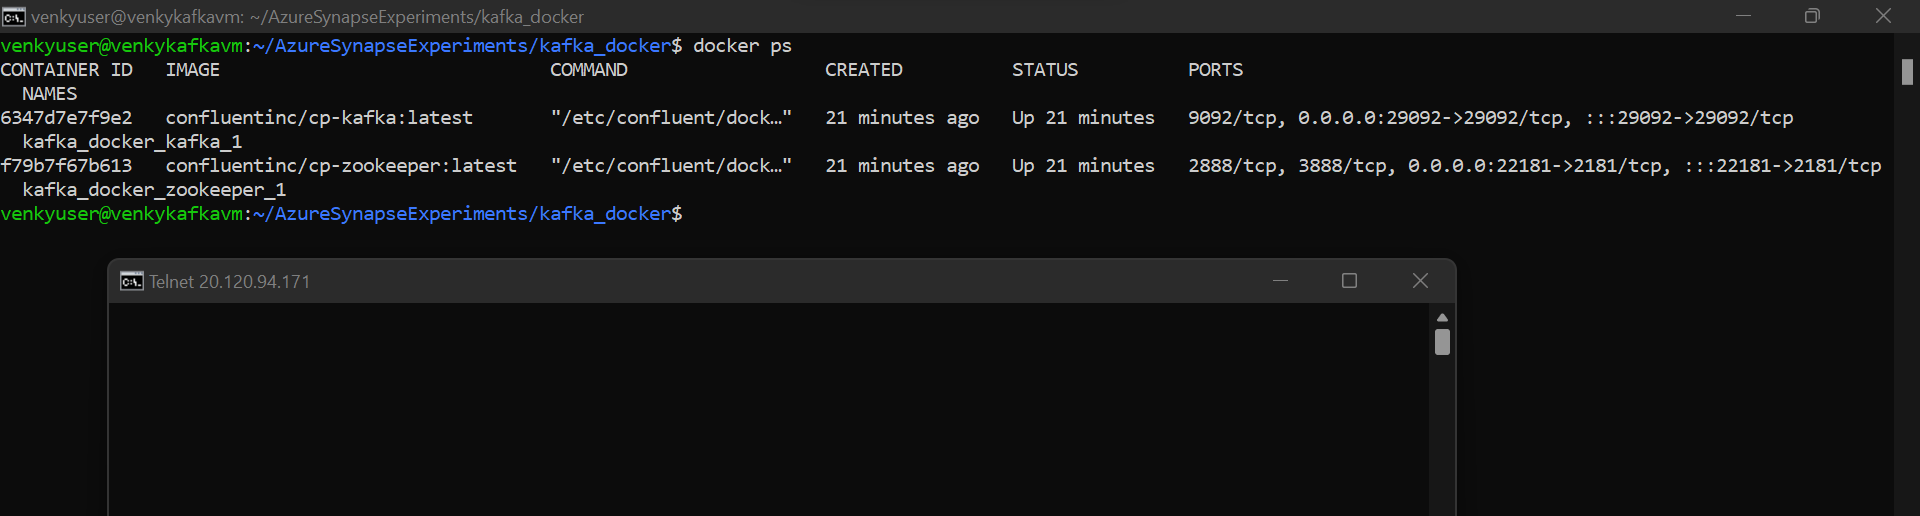 venkyuser@venkykafkavm: ~/AzureSynapseExperiments/kafka_docker
venkyuser@venkykafkavm:~/AzureSynapseExperiments/kafka_docker$ docker ps
CONTAINER ID   IMAGE                              COMMAND                  CREATED          STATUS          PORTS
  NAMES
6347d7e7f9e2   confluentinc/cp-kafka:latest       "/etc/confluent/dock…"   21 minutes ago   Up 21 minutes   9092/tcp, 0.0.0.0:29092->29092/tcp, :::29092->29092/tcp
  kafka_docker_kafka_1
f79b7f67b613   confluentinc/cp-zookeeper:latest   "/etc/confluent/dock…"   21 minutes ago   Up 21 minutes   2888/tcp, 3888/tcp, 0.0.0.0:22181->2181/tcp, :::22181->2181/tcp
  kafka_docker_zookeeper_1
venkyuser@venkykafkavm:~/AzureSynapseExperiments/kafka_docker$
Telnet 20.120.94.171